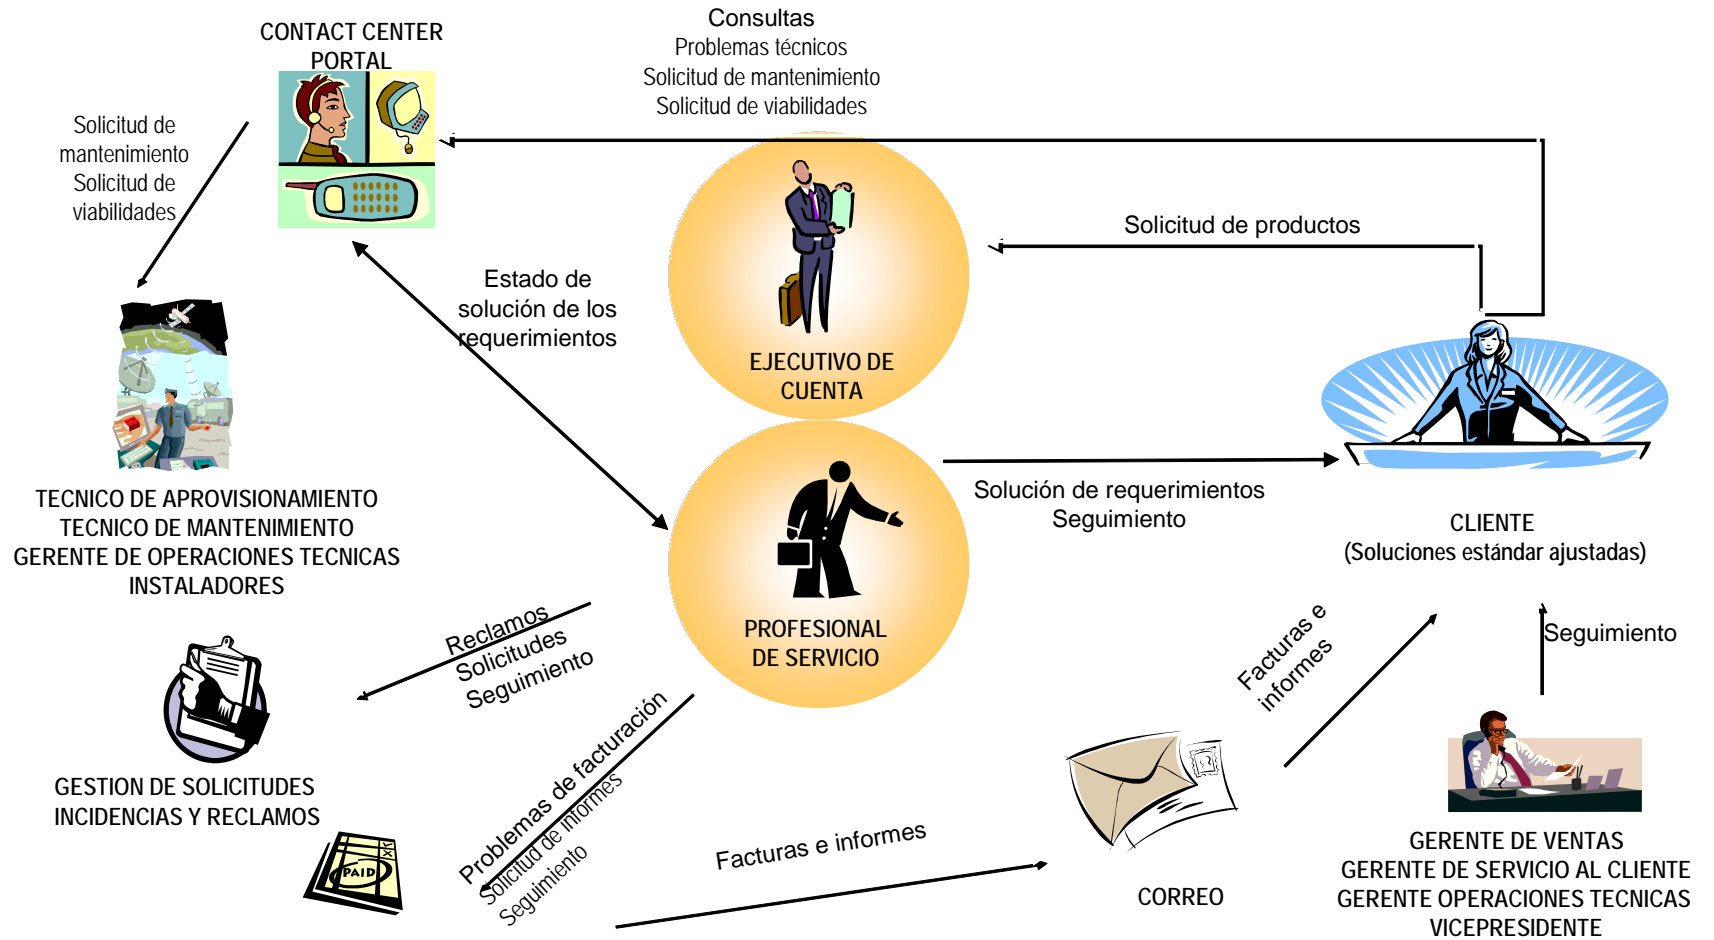 CONTACT CENTER
PORTAL
Consultas
Problemas técnicos
Solicitud de mantenimiento
Solicitud de viabilidades
Solicitud de
mantenimiento
Solicitud de
viabilidades
Solicitud de productos
Estado de
solución de los
requerimientos
EJECUTIVO DE
CUENTA
TECNICO DE APROVISIONAMIENTO
TECNICO DE MANTENIMIENTO
GERENTE DE OPERACIONES TECNICAS
INSTALADORES
Solución de requerimientos
Seguimiento
CLIENTE
(Soluciones estándar ajustadas)
PROFESIONAL
DE SERVICIO
Reclamos
Solicitudes
Seguimiento
Facturas e
informes
Seguimiento
GESTION DE SOLICITUDES
INCIDENCIAS Y RECLAMOS
Problemas de facturación
Solicitud de informes
Seguimiento
PAID
Facturas e informes
CORREO
GERENTE DE VENTAS
GERENTE DE SERVICIO AL CLIENTE
GERENTE OPERACIONES TECNICAS
VICEPRESIDENTE